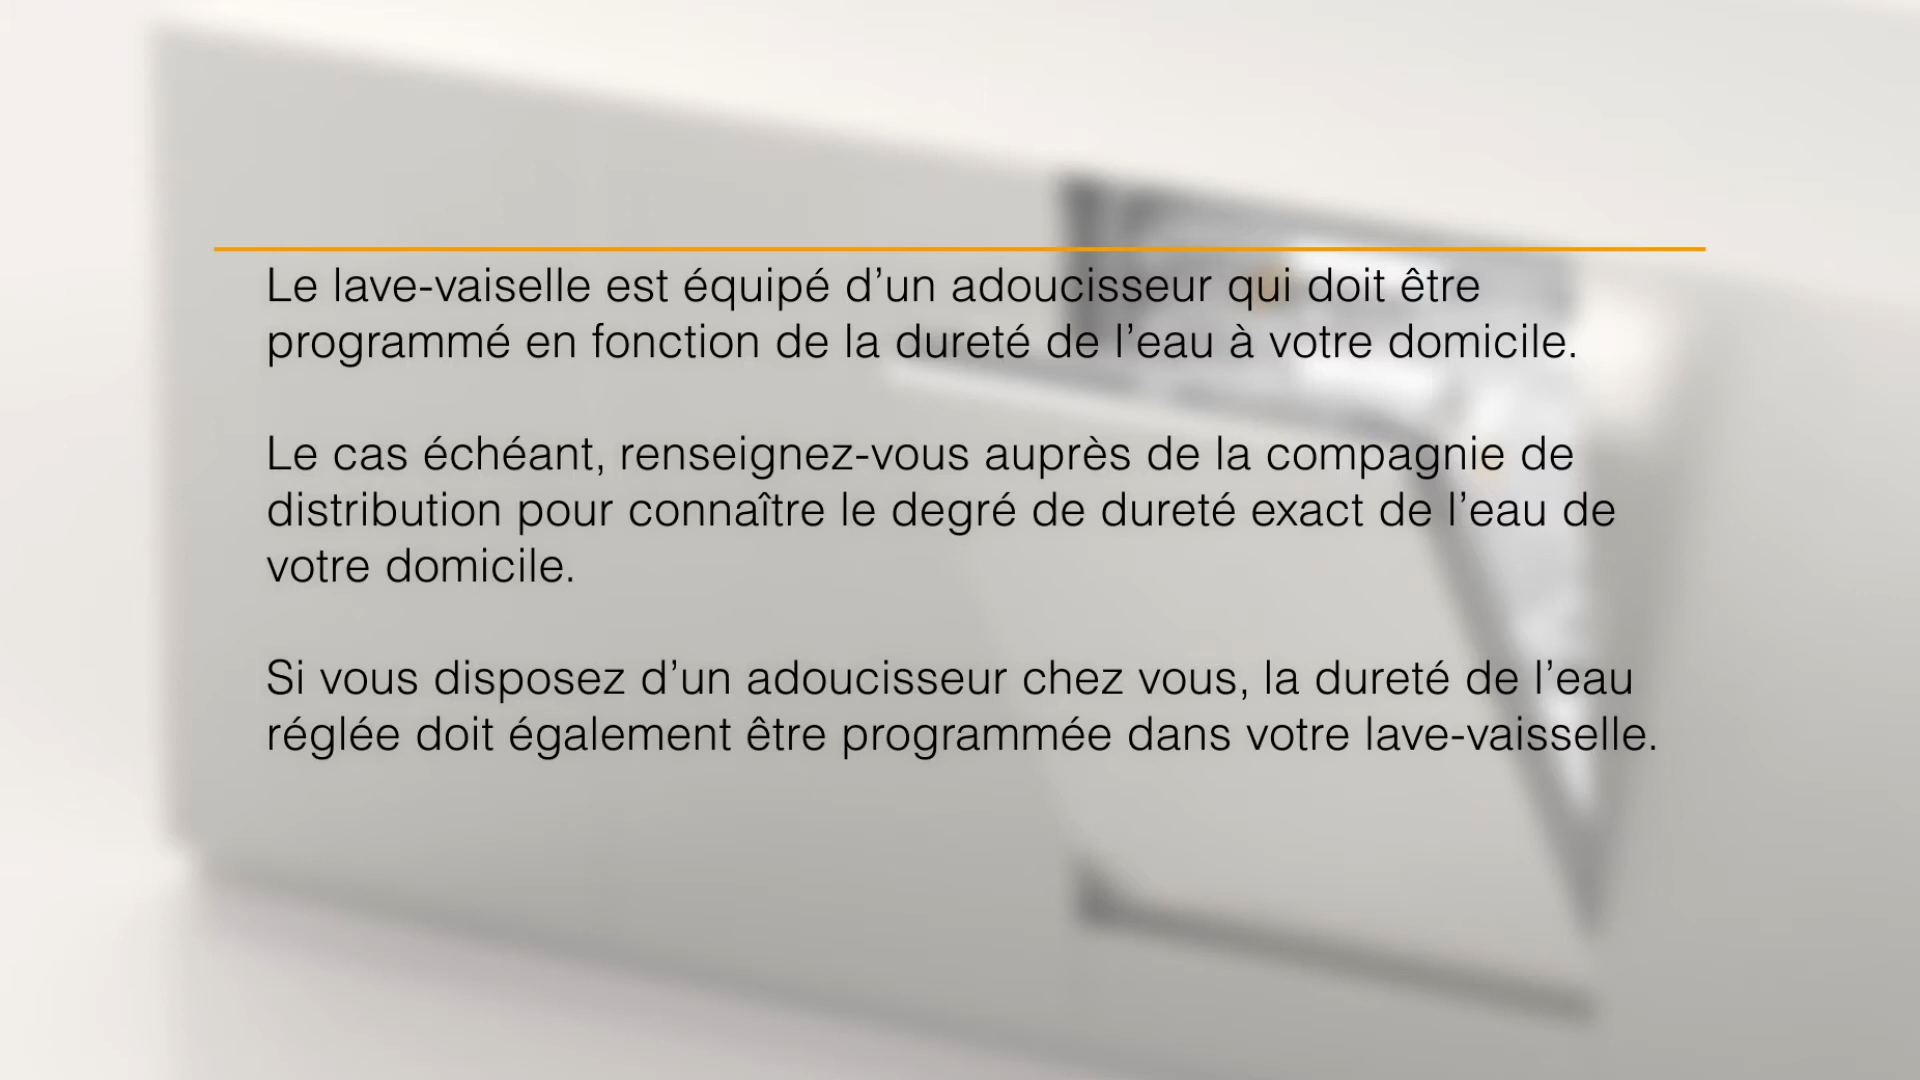 Le lave-vaiselle est équipé d’un adoucisseur qui doit être
programmé en fonction de la dureté de l’eau à votre domicile.
Le cas échéant, renseignez-vous auprès de la compagnie de
distribution pour connaître le degré de dureté exact de l’eau de
votre domicile.
Si vous disposez d’un adoucisseur chez vous, la dureté de l’eau
réglée doit également être programmée dans votre lave-vaisselle.